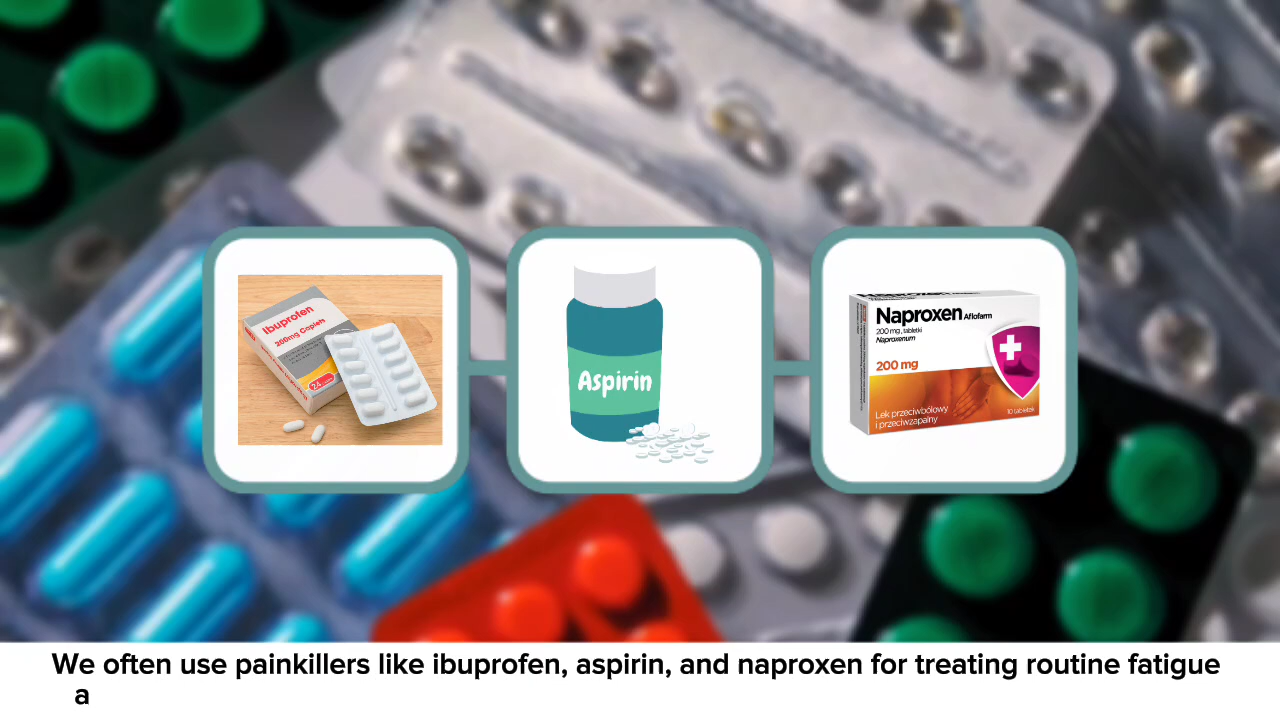 Ibuprofen
200mg Caplets
24
Aspirin
Naproxen Aflofarm
200 mg, tabletki
Naproxenum
200 mg
Lek przeciwbólowy
i przeciwzapalny
10 tabletek
We often use painkillers like ibuprofen, aspirin, and naproxen for treating routine fatigue
a